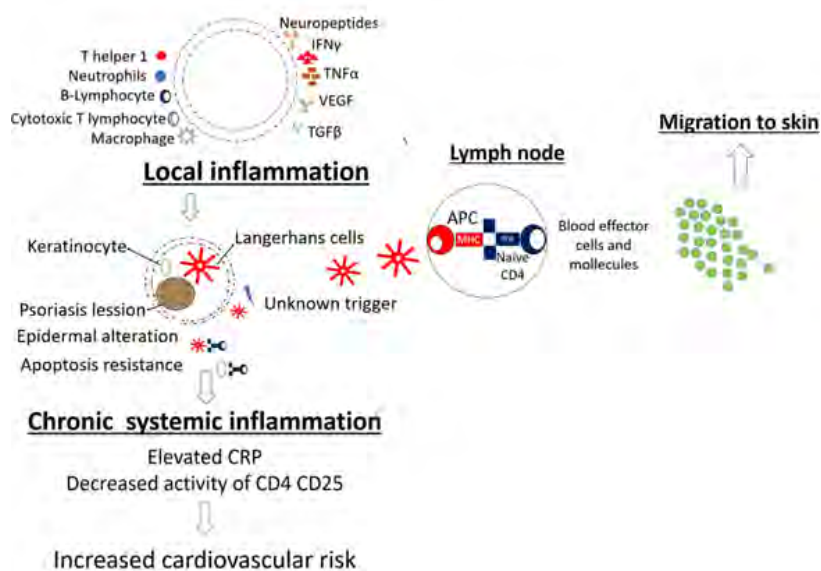 Neuropeptides
IFNγ
T helper 1
TNFα
Neutrophils
B-Lymphocyte
VEGF
Cytotoxic T lymphocyte
TGFβ
Macrophage
Local inflammation
Lymph node
Migration to skin
Keratinocyte
Langerhans cells
APC
MHC
Naive
CD4
Blood effector
cells and
mollecules
Psoriasis lession
Unknown trigger
Epidermal alteration
Apoptosis resistance
Chronic systemic inflammation
Elevated CRP
Decreased activity of CD4 CD25
Increased cardiovascular risk